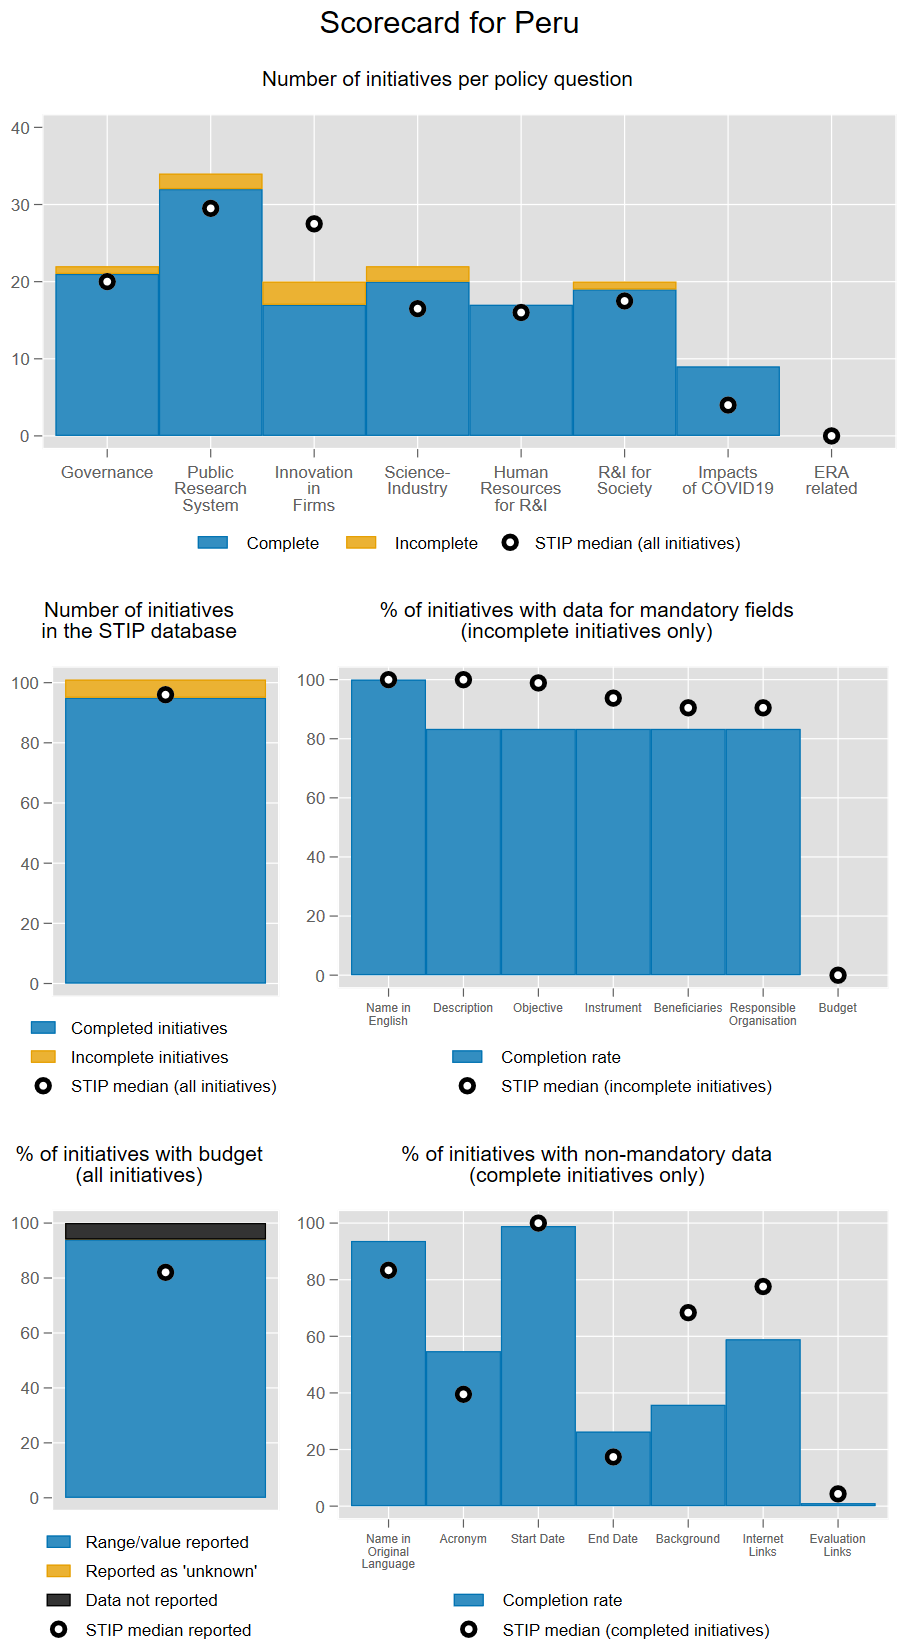 Scorecard for Peru
Number of initiatives per policy question
40
30
20
10
0
Governance
Public
Research
System
Innovation
in
Firms
Science-
Industry
Human
Resources
for R&I
R&I for
Society
Impacts
of COVID19
ERA
related
Complete
Incomplete
STIP median (all initiatives)
Number of initiatives
in the STIP database
100
80
60
40
20
0
Completed initiatives
Incomplete initiatives
STIP median (all initiatives)
% of initiatives with data for mandatory fields
(incomplete initiatives only)
100
80
60
40
20
0
Name in
English
Description
Objective
Instrument
Beneficiaries
Responsible
Organisation
Budget
Completion rate
STIP median (incomplete initiatives)
% of initiatives with budget
(all initiatives)
100
80
60
40
20
0
Range/value reported
Reported as 'unknown'
Data not reported
STIP median reported
% of initiatives with non-mandatory data
(complete initiatives only)
100
80
60
40
20
0
Name in
Original
Language
Acronym
Start Date
End Date
Background
Internet
Links
Evaluation
Links
Completion rate
STIP median (completed initiatives)